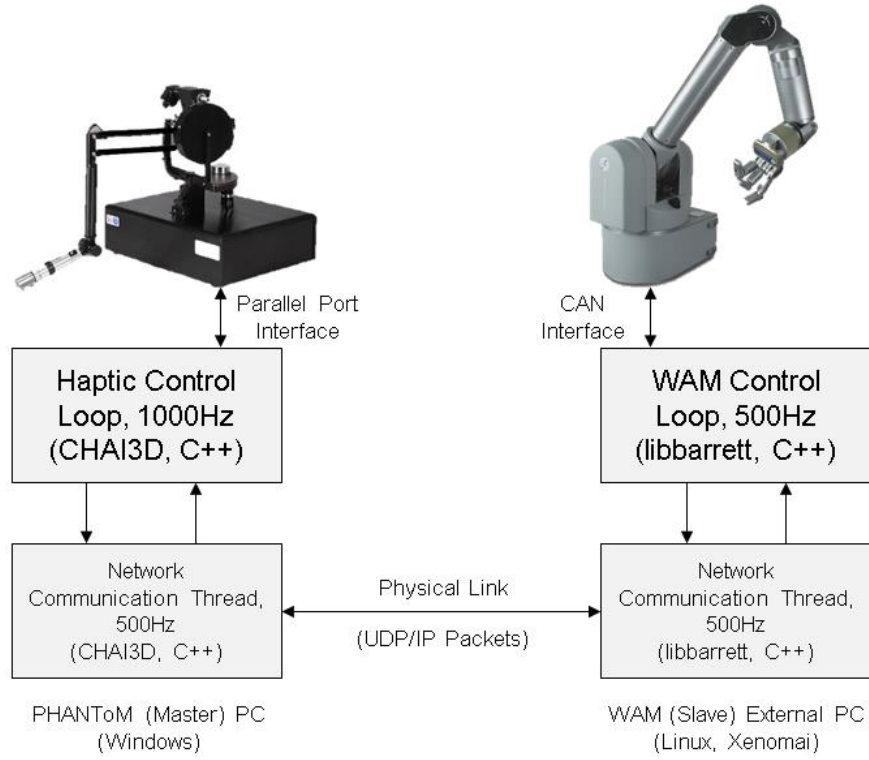 Parallel Port
Interface
CAN
Interface
Haptic Control
Loop, 1000Hz
(CHAI3D, C++)
WAM Control
Loop, 500Hz
(libbarrett, C++)
Network
Communication Thread,
500Hz
(CHAI3D, C++)
Physical Link
(UDP/IP Packets)
Network
Communication Thread,
500Hz
(libbarrett, C++)
PHANToM (Master) PC
(Windows)
WAM (Slave) External PC
(Linux, Xenomai)